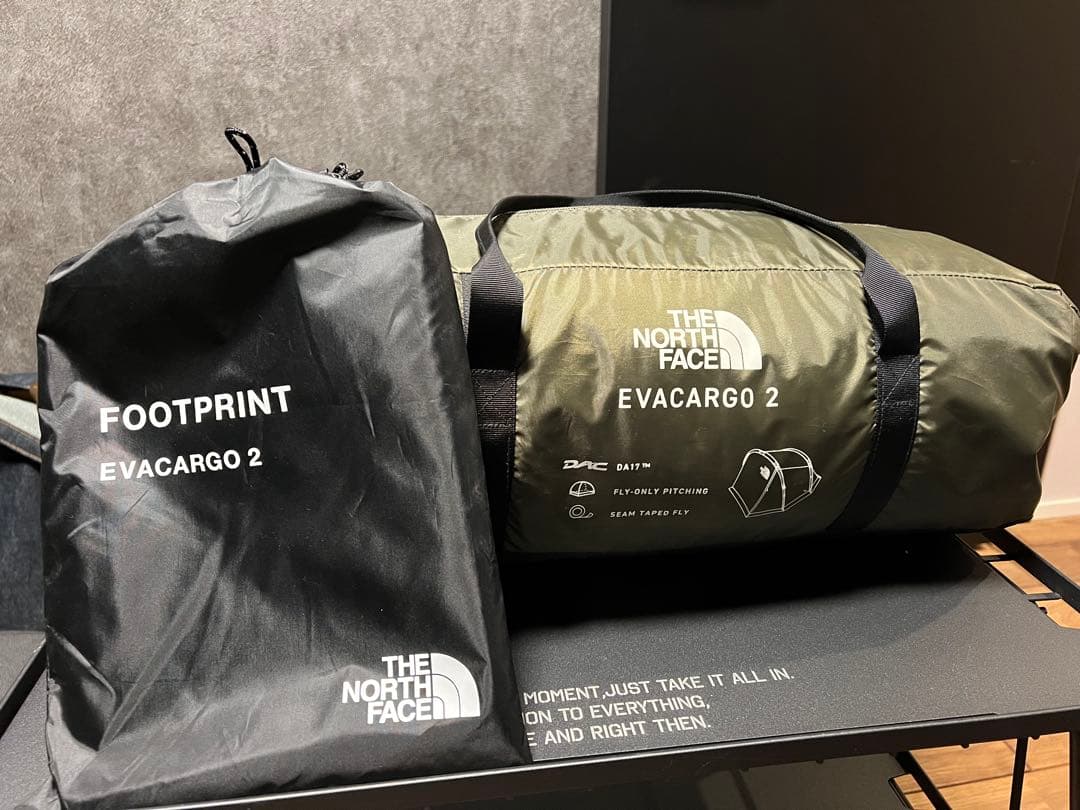 FOOTPRINT
EVACARGO 2
THE
NORTH
FACE
THE
NORTH
FACE
EVACARGO 2
DAC DA17™
FLY-ONLY PITCHING
SEAM TAPED FLY
MOMENT,JUST TAKE IT ALL IN.
TO EVERYTHING,
AND RIGHT THEN.